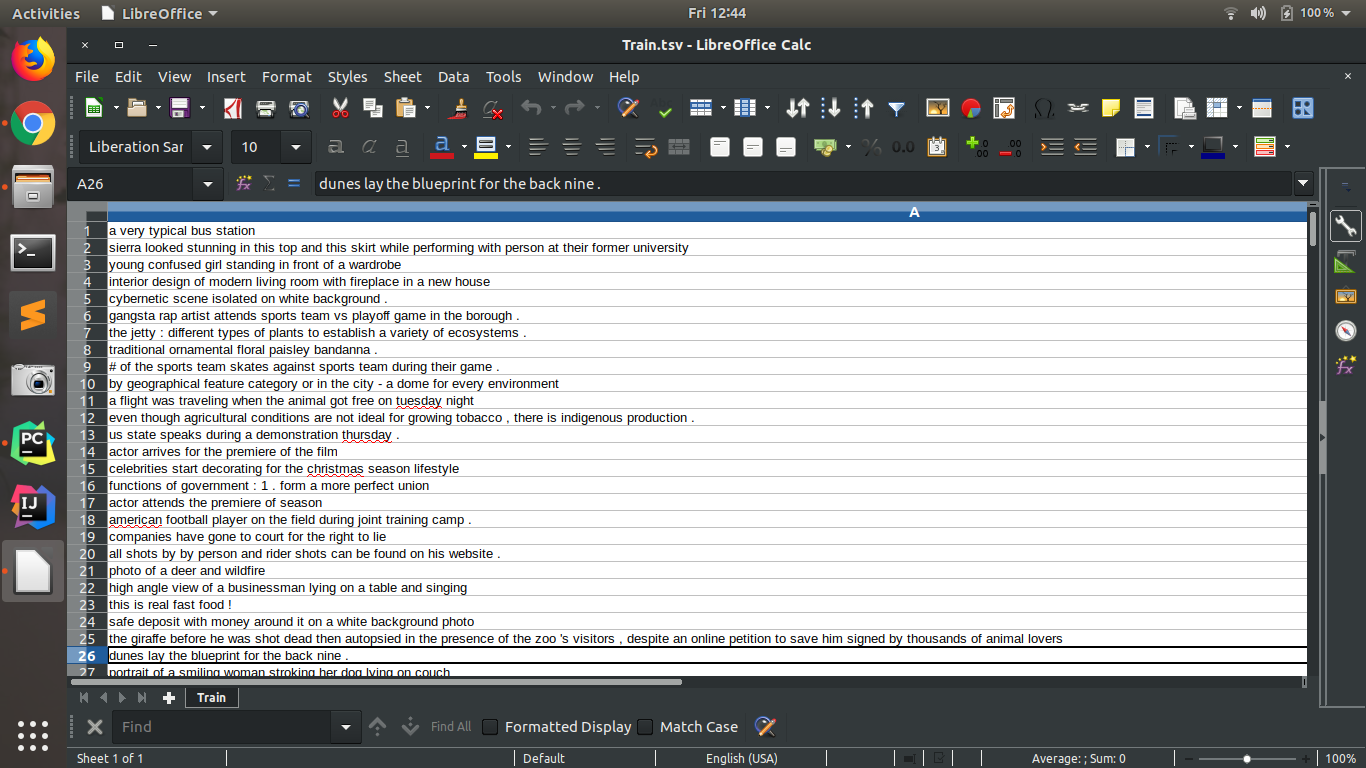 Activities LibreOffice Fri 12:44 100 %
Train.tsv - LibreOffice Calc
File Edit View Insert Format Styles Sheet Data Tools Window Help
Liberation Sar 10
A26 dunes lay the blueprint for the back nine .
A
1 a very typical bus station
2 sierra looked stunning in this top and this skirt while performing with person at their former university
3 young confused girl standing in front of a wardrobe
4 interior design of modern living room with fireplace in a new house
5 cybernetic scene isolated on white background .
6 gangsta rap artist attends sports team vs playoff game in the borough .
7 the jetty : different types of plants to establish a variety of ecosystems .
8 traditional ornamental floral paisley bandanna .
9 # of the sports team skates against sports team during their game .
10 by geographical feature category or in the city - a dome for every environment
11 a flight was traveling when the animal got free on tuesday night
12 even though agricultural conditions are not ideal for growing tobacco , there is indigenous production .
13 us state speaks during a demonstration thursday .
14 actor arrives for the premiere of the film
15 celebrities start decorating for the christmas season lifestyle
16 functions of government : 1 . form a more perfect union
17 actor attends the premiere of season
18 american football player on the field during joint training camp .
19 companies have gone to court for the right to lie
20 all shots by by person and rider shots can be found on his website .
21 photo of a deer and wildfire
22 high angle view of a businessman lying on a table and singing
23 this is real fast food !
24 safe deposit with money around it on a white background photo
25 the giraffe before he was shot dead then autopsied in the presence of the zoo 's visitors , despite an online petition to save him signed by thousands of animal lovers
26 dunes lay the blueprint for the back nine .
27 portrait of a smiling woman stroking her dog lying on couch
Train
Find Find All Formatted Display Match Case
Sheet 1 of 1 Default English (USA) Average: ; Sum: 0 100%